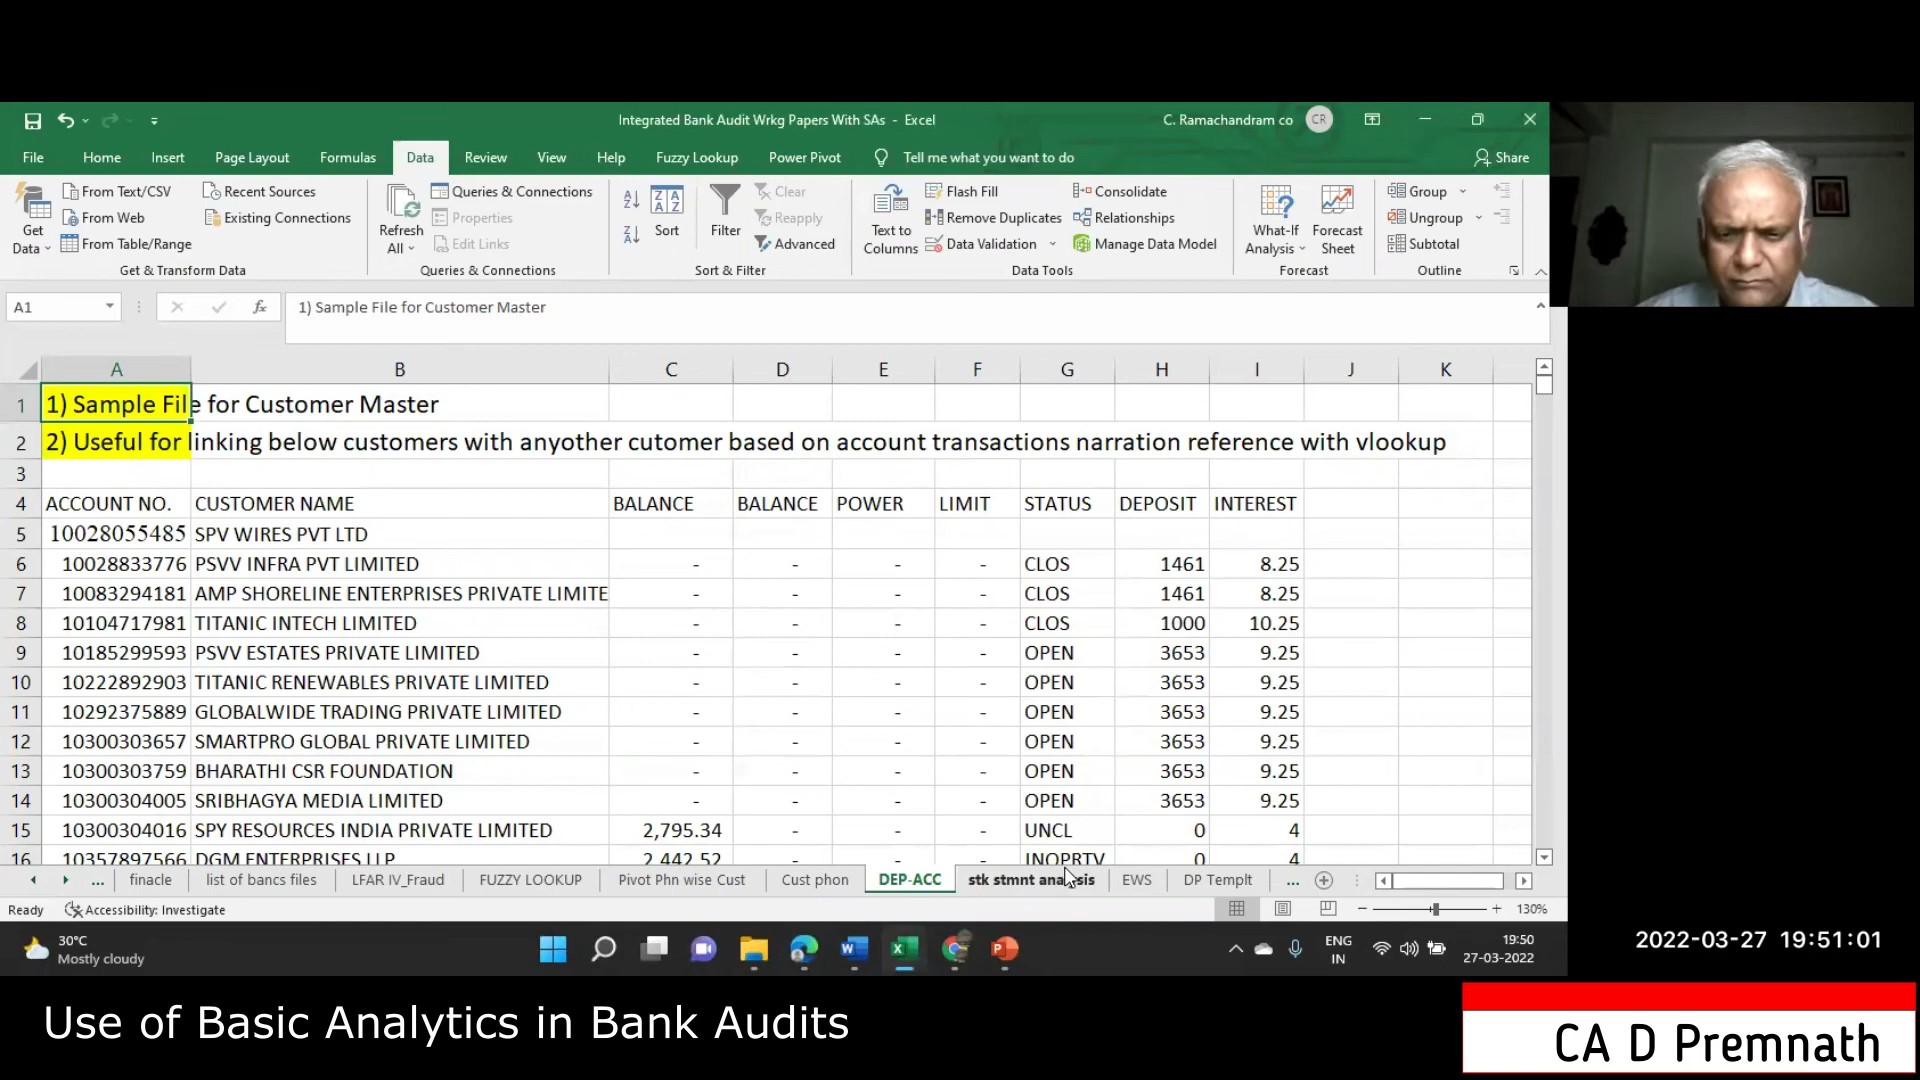 Integrated Bank Audit Wrkg Papers With SAs - Excel
C. Ramachandram co CR
File Home Insert Page Layout Formulas Data Review View Help Fuzzy Lookup Power Pivot Tell me what you want to do Share
From Text/CSV Recent Sources Queries & Connections Clear Flash Fill Consolidate Group
From Web Existing Connections Properties Reapply Remove Duplicates Relationships Ungroup
From Table/Range Edit Links Advanced Data Validation Manage Data Model Subtotal
Get Data Refresh All Sort Filter Text to Columns What-If Analysis Forecast Sheet
Get & Transform Data Queries & Connections Sort & Filter Data Tools Forecast Outline
A1 fx 1) Sample File for Customer Master
A B C D E F G H I J K
1 1) Sample File for Customer Master
2 2) Useful for linking below customers with anyother cutomer based on account transactions narration reference with vlookup
3
4 ACCOUNT NO. CUSTOMER NAME BALANCE BALANCE POWER LIMIT STATUS DEPOSIT INTEREST
5 10028055485 SPV WIRES PVT LTD
6 10028833776 PSVV INFRA PVT LIMITED - - - - CLOS 1461 8.25
7 10083294181 AMP SHORELINE ENTERPRISES PRIVATE LIMITE - - - - CLOS 1461 8.25
8 10104717981 TITANIC INTECH LIMITED - - - - CLOS 1000 10.25
9 10185299593 PSVV ESTATES PRIVATE LIMITED - - - - OPEN 3653 9.25
10 10222892903 TITANIC RENEWABLES PRIVATE LIMITED - - - - OPEN 3653 9.25
11 10292375889 GLOBALWIDE TRADING PRIVATE LIMITED - - - - OPEN 3653 9.25
12 10300303657 SMARTPRO GLOBAL PRIVATE LIMITED - - - - OPEN 3653 9.25
13 10300303759 BHARATHI CSR FOUNDATION - - - - OPEN 3653 9.25
14 10300304005 SRIBHAGYA MEDIA LIMITED - - - - OPEN 3653 9.25
15 10300304016 SPY RESOURCES INDIA PRIVATE LIMITED 2,795.34 - - - UNCL 0 4
16 10357897566 DGM ENTERPRISES LLP 2,442.52 - - - INOPRTV 0 4
... finacle list of bancs files LFAR IV_Fraud FUZZY LOOKUP Pivot Phn wise Cust Cust phon DEP-ACC stk stmnt analysis EWS DP Templt ...
Ready Accessibility: Investigate 130%
30°C
Mostly cloudy
ENG
IN
19:50
27-03-2022
2022-03-27 19:51:01
Use of Basic Analytics in Bank Audits
CA D Premnath